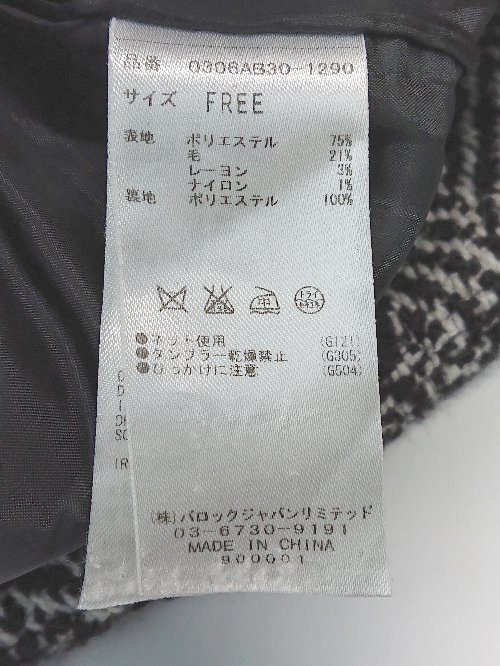 品番 0306AB30-1290
サイズ FREE
表地 ポリエステル 75%
毛 21%
レーヨン 3%
ナイロン 1%
裏地 ポリエステル 100%
ドライ
●ネット使用 (G121)
●タンブラー乾燥禁止 (G305)
●ひっかけに注意 (G504)
(株)バロックジャパンリミテッド
03-6730-9191
MADE IN CHINA
900001